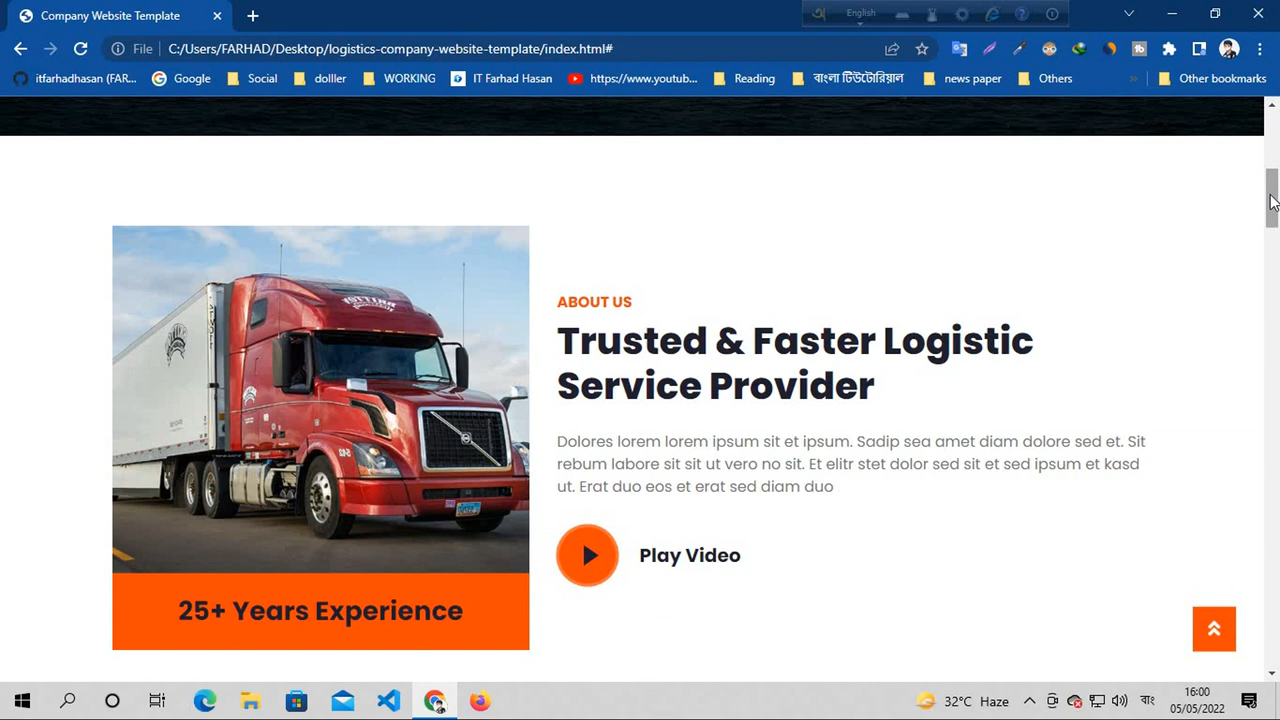 Company Website Template
English
File
C:/Users/FARHAD/Desktop/logistics-company-website-template/index.html#
itfarhadhasan (FAR...
Google
Social
dolller
WORKING
IT Farhad Hasan
https://www.youtub...
Reading
বাংলা টিউটোরিয়াল
news paper
Others
»
Other bookmarks
ABOUT US
Trusted & Faster Logistic
Service Provider
Dolores lorem lorem ipsum sit et ipsum. Sadip sea amet diam dolore sed et. Sit
rebum labore sit sit ut vero no sit. Et elitr stet dolor sed sit et sed ipsum et kasd
ut. Erat duo eos et erat sed diam duo
Play Video
25+ Years Experience
32°C Haze
16:00
05/05/2022